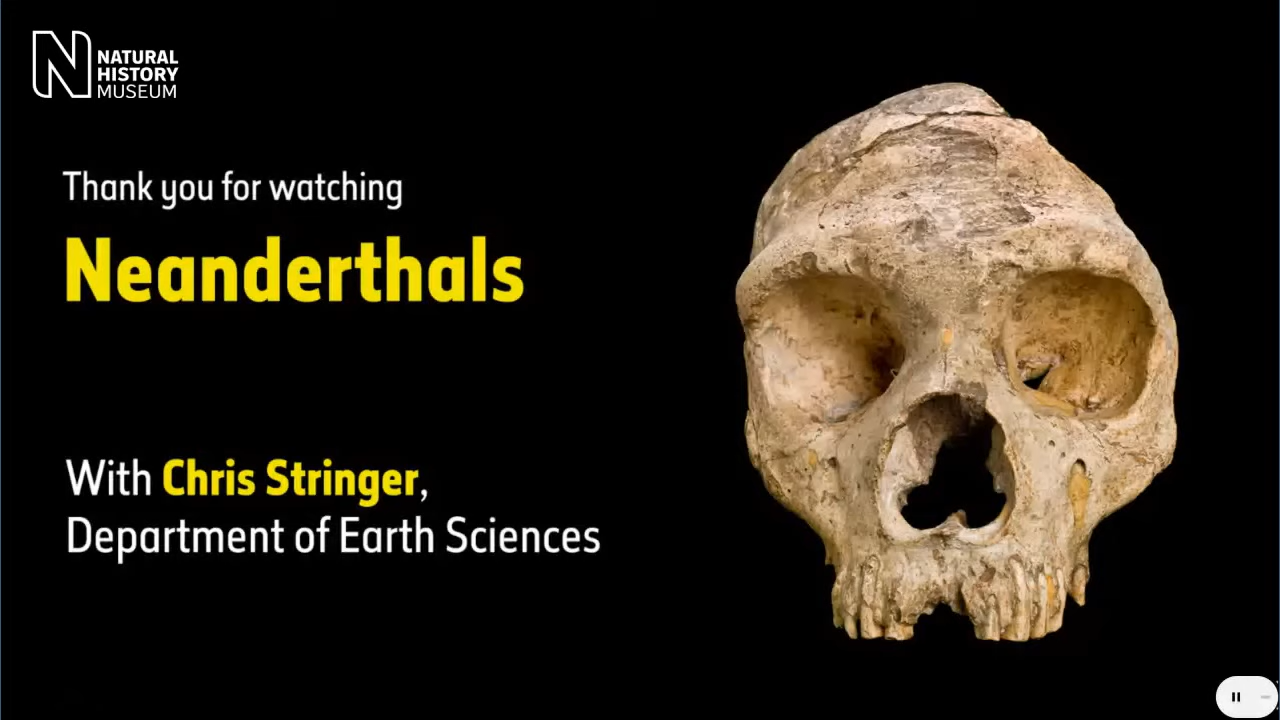 NATURAL
HISTORY
MUSEUM
Thank you for watching
Neanderthals
With Chris Stringer,
Department of Earth Sciences